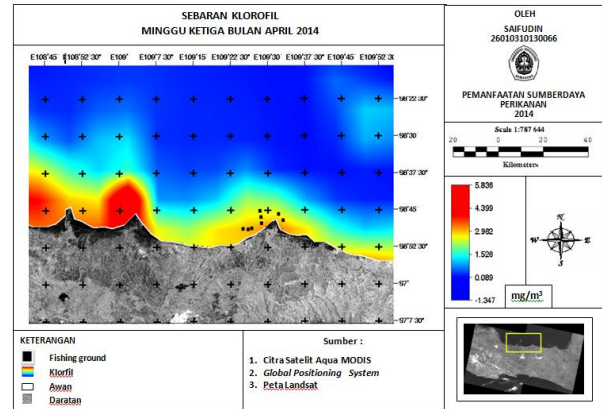 SEBARAN KLOROFIL
MINGGU KETIGA BULAN APRIL 2014
E108°45' E108°52'30" E109° E109°7'30" E109°15' E109°22'30" E109°30' E109°37'30" E109°45' E109°52'30
S6°22'30"
S6°30'
S6°37'30"
S6°45'
S6°52'30"
S7°
S7°7'30"
OLEH
SAIFUDIN
26010310130066
PEMANFAATAN SUMBERDAYA
PERIKANAN
2014
Scale 1:787 644
20 0 20 40
Kilometers
5.836
4.399
2.962
1.528
0.089
-1.347
mg/m³
N
W E
S
KETERANGAN
Fishing ground
Klorfil
Awan
Daratan
Sumber :
1. Citra Satelit Aqua MODIS
2. Global Positioning System
3. Peta Landsat